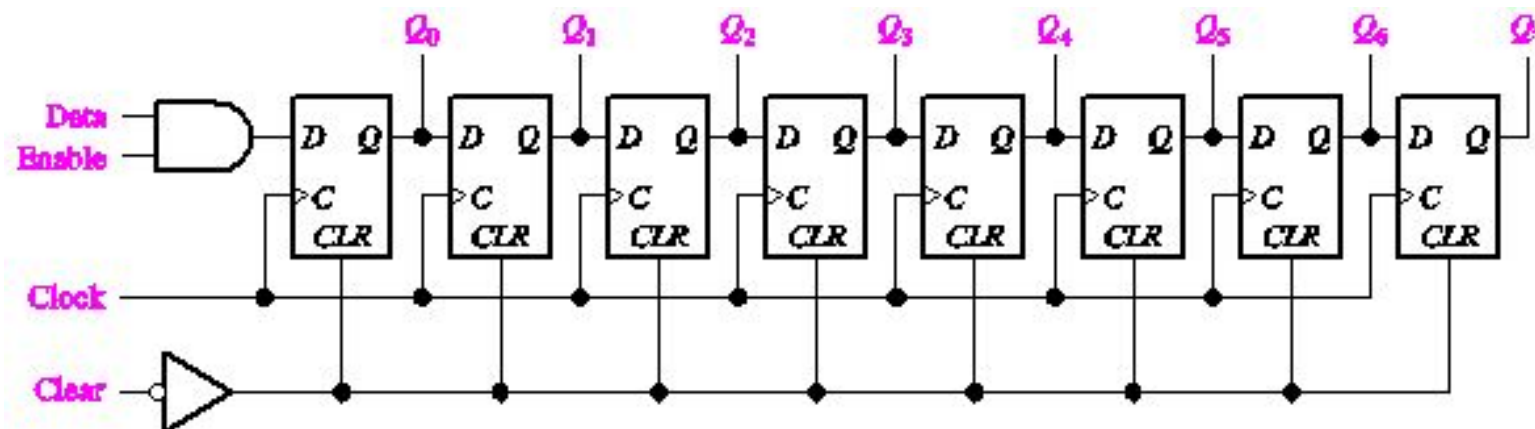 Q0 Q1 Q2 Q3 Q4 Q5 Q6
Data
Enable
D Q D Q D Q D Q D Q D Q D Q D Q
C C C C C C C C
CLR CLR CLR CLR CLR CLR CLR CLR
Clock
Clear